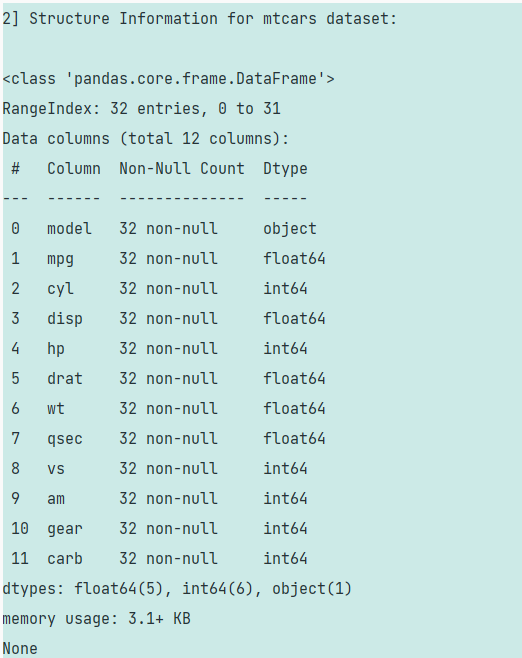 2] Structure Information for mtcars dataset:
<class 'pandas.core.frame.DataFrame'>
RangeIndex: 32 entries, 0 to 31
Data columns (total 12 columns):
 #   Column  Non-Null Count  Dtype
---  ------  --------------  -----
 0   model   32 non-null     object
 1   mpg     32 non-null     float64
 2   cyl     32 non-null     int64
 3   disp    32 non-null     float64
 4   hp      32 non-null     int64
 5   drat    32 non-null     float64
 6   wt      32 non-null     float64
 7   qsec    32 non-null     float64
 8   vs      32 non-null     int64
 9   am      32 non-null     int64
 10  gear    32 non-null     int64
 11  carb    32 non-null     int64
dtypes: float64(5), int64(6), object(1)
memory usage: 3.1+ KB
None